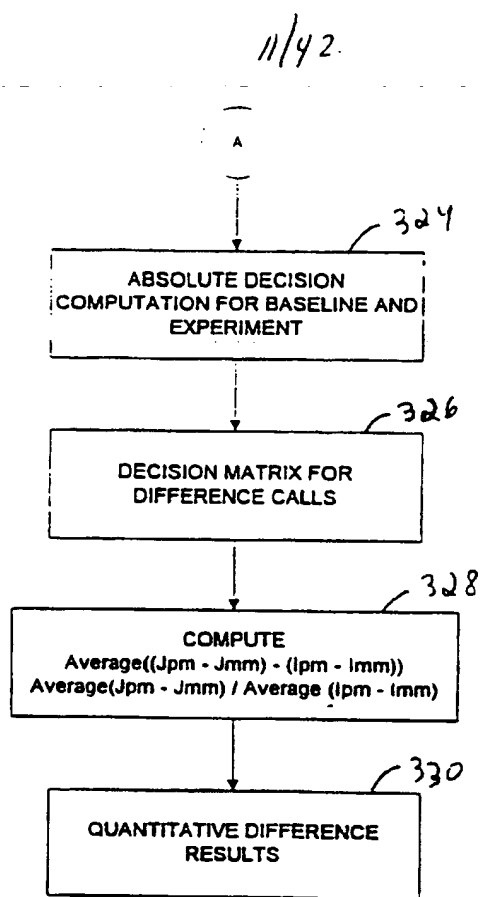 11/42.
A
324
ABSOLUTE DECISION
COMPUTATION FOR BASELINE AND
EXPERIMENT
326
DECISION MATRIX FOR
DIFFERENCE CALLS
328
COMPUTE
Average((Jpm - Jmm) - (Ipm - Imm))
Average(Jpm - Jmm) / Average (Ipm - Imm)
330
QUANTITATIVE DIFFERENCE
RESULTS